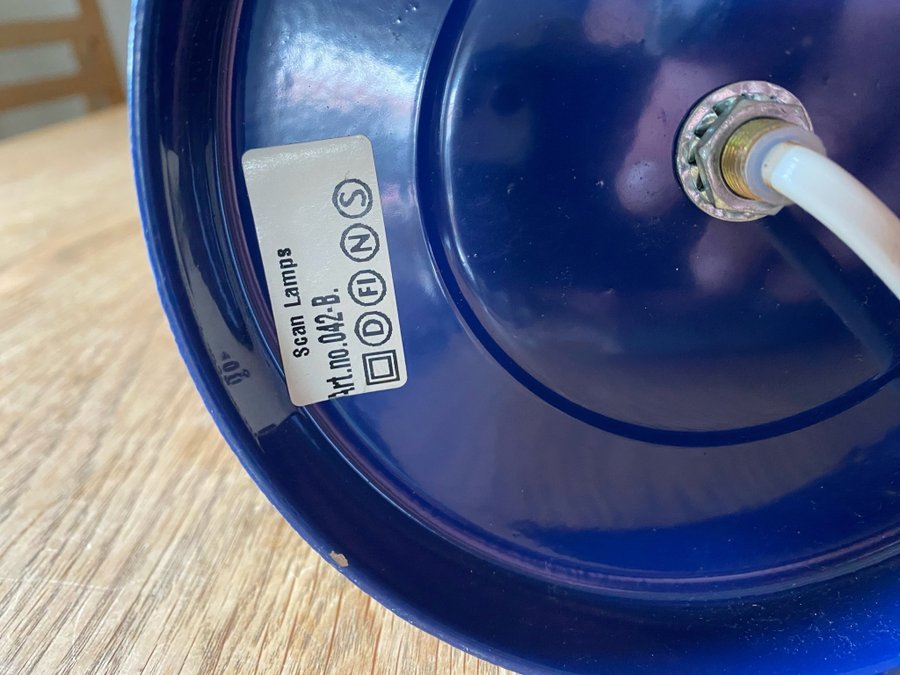 Scan Lamps
Art.no.042-B.
D FI N S